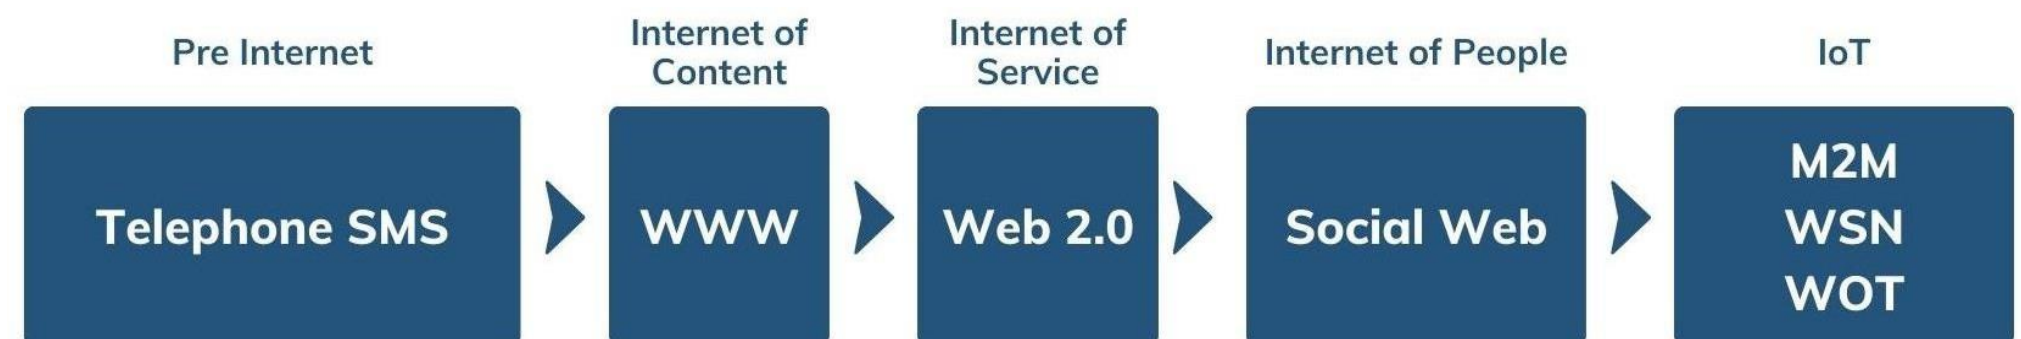 Pre Internet
Internet of
Content
Internet of
Service
Internet of People
IoT
Telephone SMS
WWW
Web 2.0
Social Web
M2M
WSN
WOT